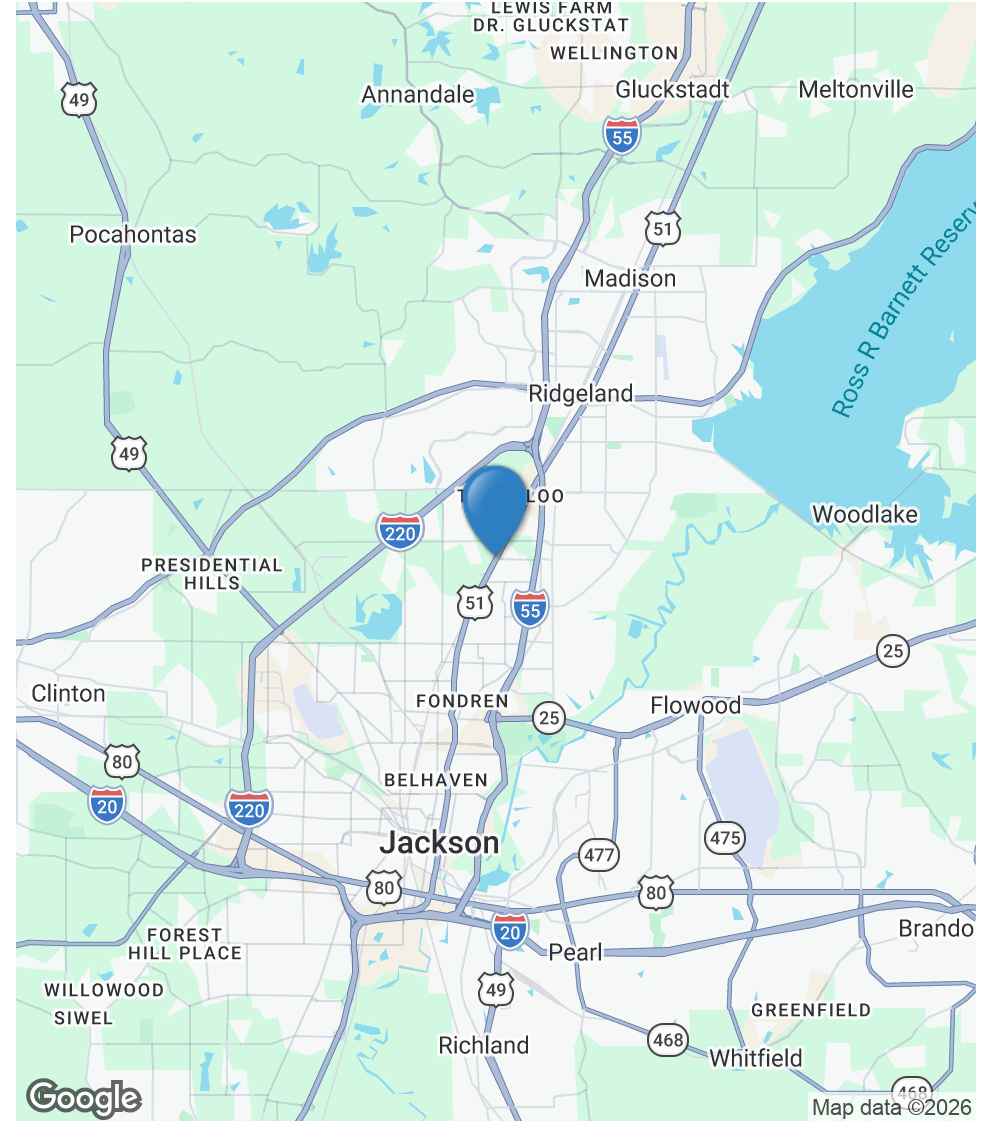 LEWIS FARM
DR. GLUCKSTAT
WELLINGTON
Gluckstadt
Meltonville
49
Annandale
55
51
Pocahontas
Madison
Ross R Barnett Reserv
Ridgeland
49
LOO
Woodlake
220
PRESIDENTIAL
HILLS
51
55
25
Clinton
FONDREN
25
Flowood
80
BELHAVEN
20
220
Jackson
477
475
80
80
20
Brando
FOREST
HILL PLACE
Pearl
WILLOWOOD
49
GREENFIELD
SIWEL
Richland
468
Whitfield
468
Google
Map data ©2026